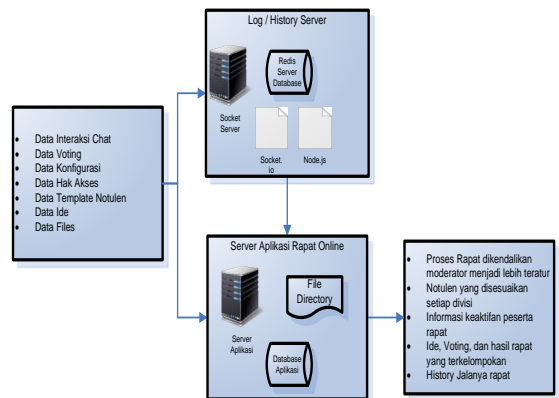 Log / History Server
Redis
Server
Database
Socket
Server
Socket.
io
Node.js
• Data Interaksi Chat
• Data Voting
• Data Konfigurasi
• Data Hak Akses
• Data Template Notulen
• Data Ide
• Data Files
Server Aplikasi Rapat Online
File
Directory
Server
Aplikasi
Database
Aplikasi
• Proses Rapat dikendalikan
moderator menjadi lebih teratur
• Notulen yang disesuaikan
setiap divisi
• Informasi keaktifan peserta
rapat
• Ide, Voting, dan hasil rapat
yang terkelompokan
• History Jalanya rapat